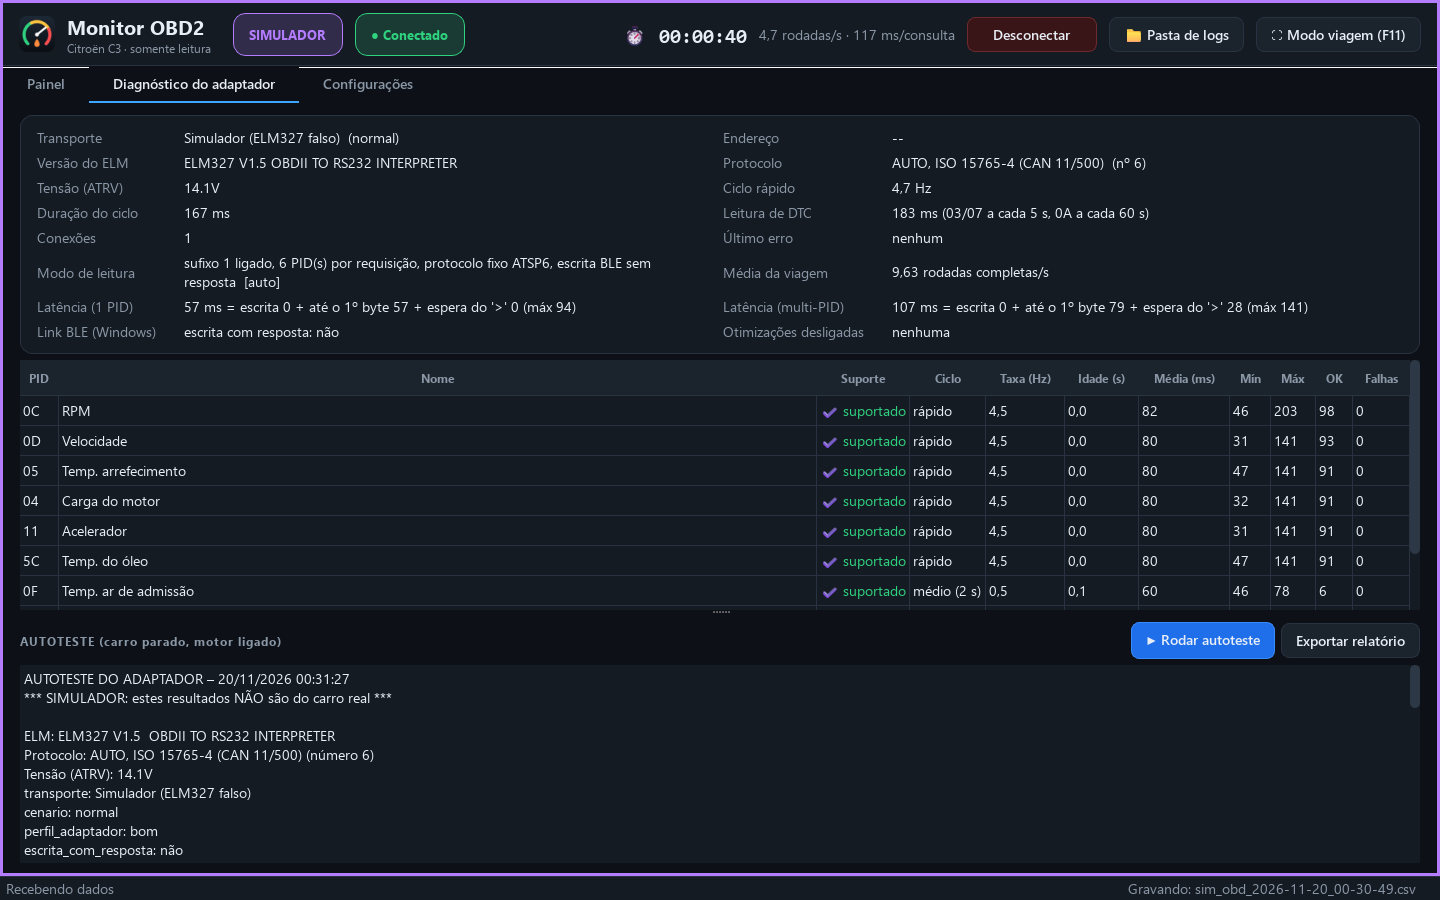 Monitor OBD2
Citroën C3 · somente leitura
SIMULADOR
● Conectado
00:00:40
4,7 rodadas/s · 117 ms/consulta
Desconectar
Pasta de logs
Modo viagem (F11)
Painel
Diagnóstico do adaptador
Configurações
Transporte Simulador (ELM327 falso) (normal)
Endereço --
Versão do ELM ELM327 V1.5 OBDII TO RS232 INTERPRETER
Protocolo AUTO, ISO 15765-4 (CAN 11/500) (nº 6)
Tensão (ATRV) 14.1V
Ciclo rápido 4,7 Hz
Duração do ciclo 167 ms
Leitura de DTC 183 ms (03/07 a cada 5 s, 0A a cada 60 s)
Conexões 1
Último erro nenhum
Modo de leitura sufixo 1 ligado, 6 PID(s) por requisição, protocolo fixo ATSP6, escrita BLE sem
resposta [auto]
Média da viagem 9,63 rodadas completas/s
Latência (1 PID) 57 ms = escrita 0 + até o 1º byte 57 + espera do '>' 0 (máx 94)
Latência (multi-PID) 107 ms = escrita 0 + até o 1º byte 79 + espera do '>' 28 (máx 141)
Link BLE (Windows) escrita com resposta: não
Otimizações desligadas nenhuma
PID Nome Suporte Ciclo Taxa (Hz) Idade (s) Média (ms) Mín Máx OK Falhas
0C RPM ✔ suportado rápido 4,5 0,0 82 46 203 98 0
0D Velocidade ✔ suportado rápido 4,5 0,0 80 31 141 93 0
05 Temp. arrefecimento ✔ suportado rápido 4,5 0,0 80 47 141 91 0
04 Carga do motor ✔ suportado rápido 4,5 0,0 80 32 141 91 0
11 Acelerador ✔ suportado rápido 4,5 0,0 80 31 141 91 0
5C Temp. do óleo ✔ suportado rápido 4,5 0,0 80 47 141 91 0
0F Temp. ar de admissão ✔ suportado médio (2 s) 0,5 0,1 60 46 78 6 0
AUTOTESTE (carro parado, motor ligado)
► Rodar autoteste
Exportar relatório
AUTOTESTE DO ADAPTADOR – 20/11/2026 00:31:27
*** SIMULADOR: estes resultados NÃO são do carro real ***
ELM: ELM327 V1.5 OBDII TO RS232 INTERPRETER
Protocolo: AUTO, ISO 15765-4 (CAN 11/500) (número 6)
Tensão (ATRV): 14.1V
transporte: Simulador (ELM327 falso)
cenario: normal
perfil_adaptador: bom
escrita_com_resposta: não
Recebendo dados
Gravando: sim_obd_2026-11-20_00-30-49.csv